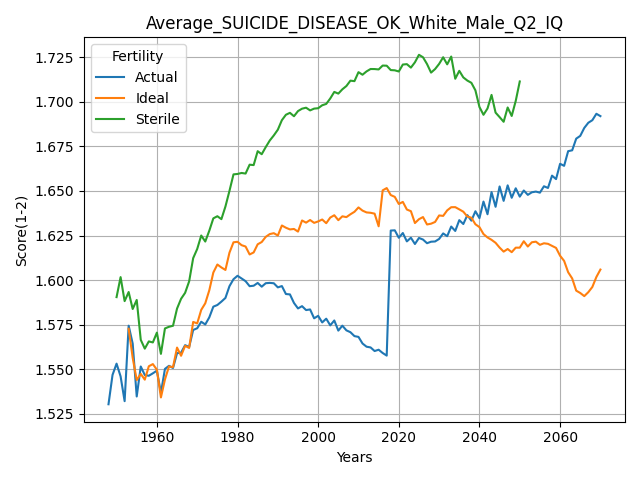 Average_SUICIDE_DISEASE_OK_White_Male_Q2_IQ
Fertility
Actual
Ideal
Sterile
Score(1-2)
1.725
1.700
1.675
1.650
1.625
1.600
1.575
1.550
1.525
1960
1980
2000
2020
2040
2060
Years